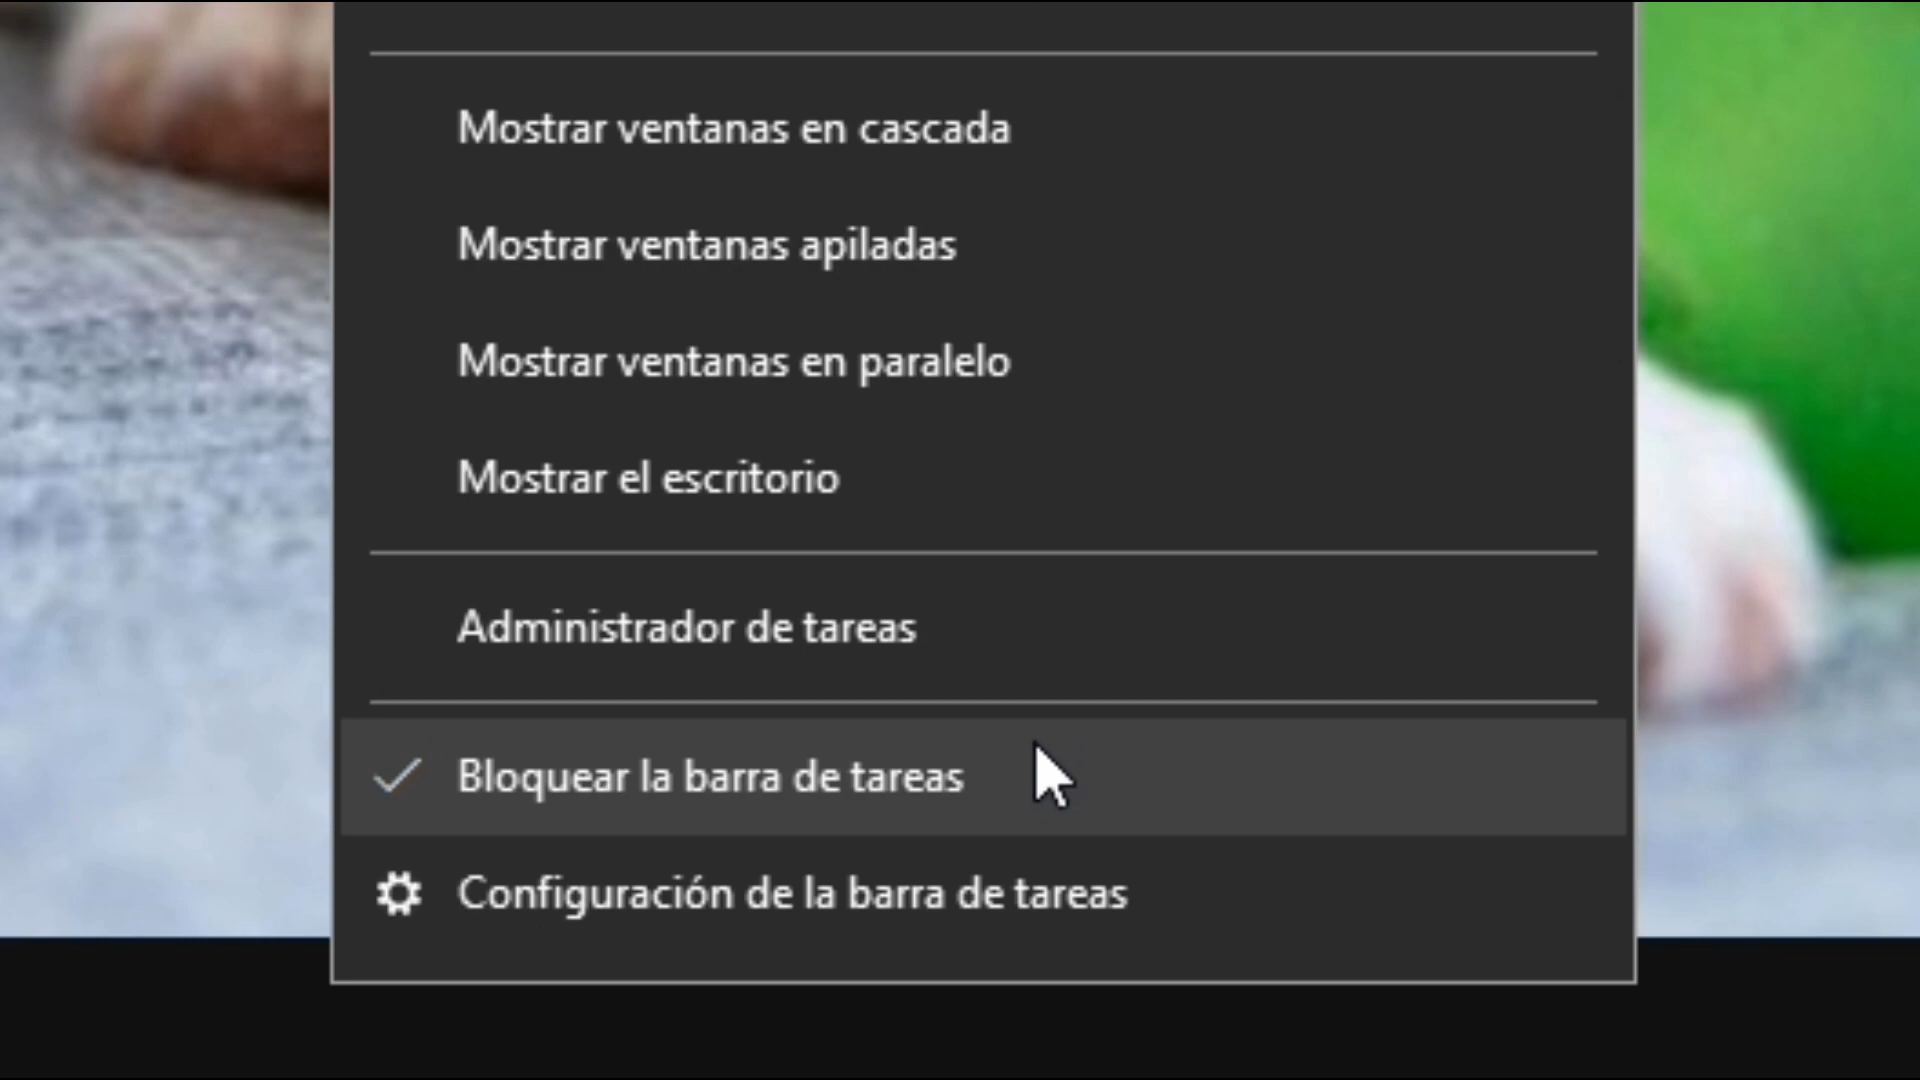 Mostrar ventanas en cascada
Mostrar ventanas apiladas
Mostrar ventanas en paralelo
Mostrar el escritorio
Administrador de tareas
Bloquear la barra de tareas
Configuración de la barra de tareas